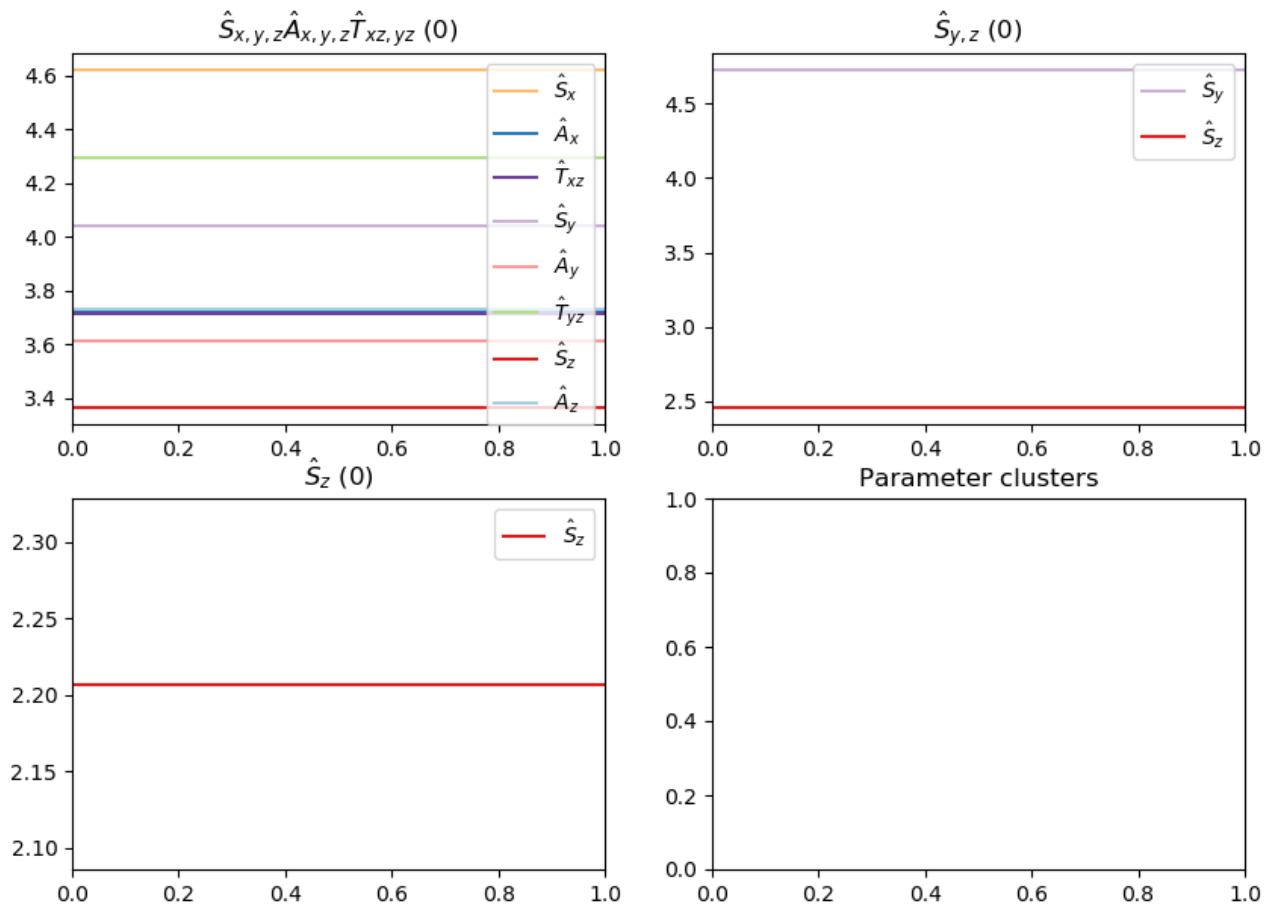 Ŝx, y, zÂx, y, zT̂xz, yz (0)
4.6
4.4
4.2
4.0
3.8
3.6
3.4
Ŝx
Âx
T̂xz
Ŝy
Ây
T̂yz
Ŝz
Âz
0.0 0.2 0.4 0.6 0.8 1.0
Ŝy, z (0)
4.5
4.0
3.5
3.0
2.5
Ŝy
Ŝz
0.0 0.2 0.4 0.6 0.8 1.0
Ŝz (0)
2.30
2.25
2.20
2.15
2.10
Ŝz
0.0 0.2 0.4 0.6 0.8 1.0
Parameter clusters
1.0
0.8
0.6
0.4
0.2
0.0
0.0 0.2 0.4 0.6 0.8 1.0